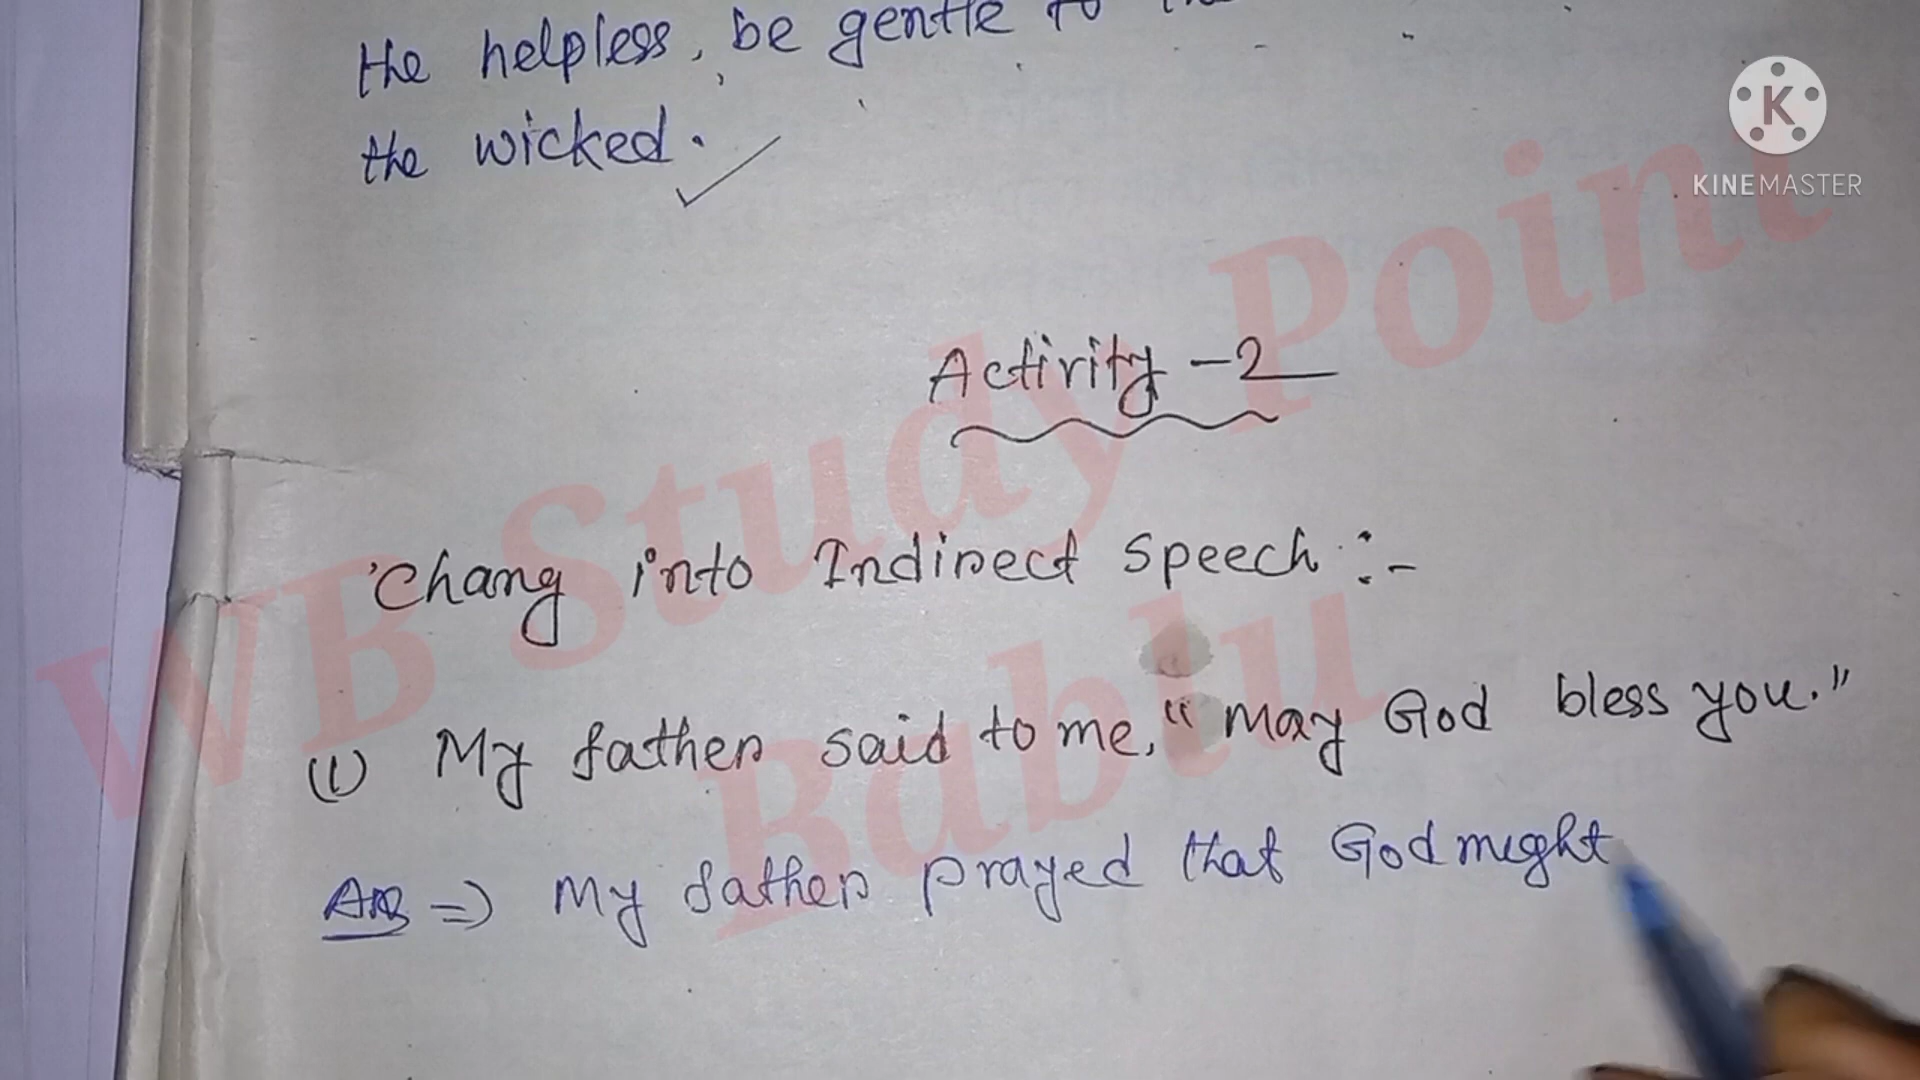 the helpless, be gentle to
the wicked.
K
KINEMASTER
Activity -2
Chang into Indirect speech :-
(1) My father said to me, "may God bless you."
Ans => My father prayed that God might
WB Study Point
Bablu